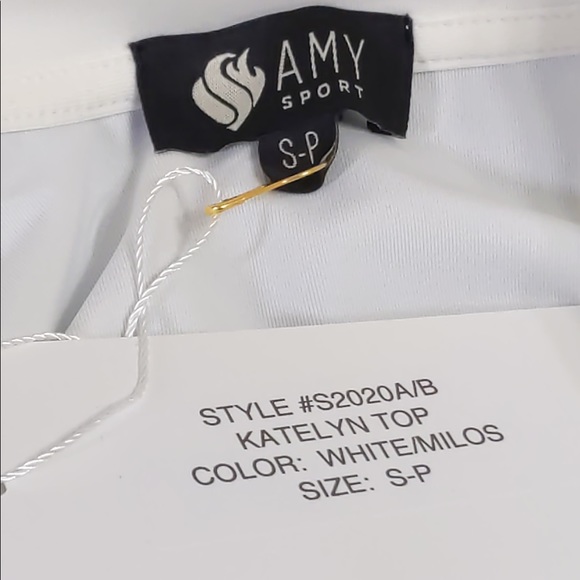 AMY
SPORT
S-P
STYLE #S2020A/B
KATELYN TOP
COLOR: WHITE/MILOS
SIZE: S-P